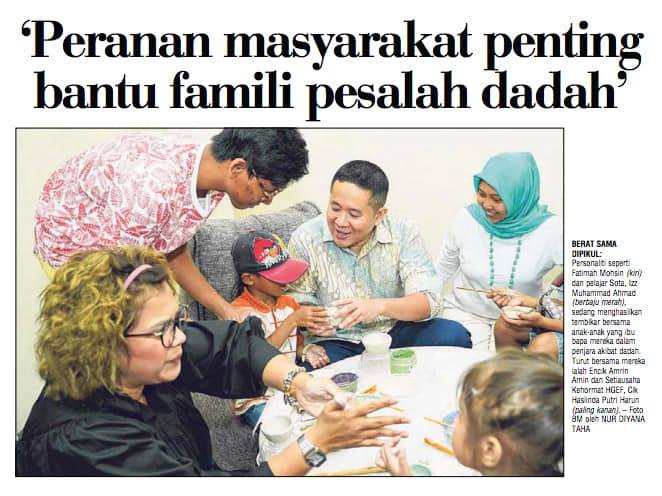 ‘Peranan masyarakat penting
bantu famili pesalah dadah’
BERAT SAMA
DIPIKUL:
Personaliti seperti
Fatimah Mohsin (kiri)
dan pelajar Sota, Izz
Muhammad Ahmad
(berbaju merah),
sedang menghasilkan
tembikar bersama
anak-anak yang ibu
bapa mereka dalam
penjara akibat dadah.
Turut bersama mereka
ialah Encik Amrin
Amin dan Setiausaha
Kehormat HGEF, Cik
Haslinda Putri Harun
(paling kanan). – Foto
BM oleh NUR DIYANA
TAHA